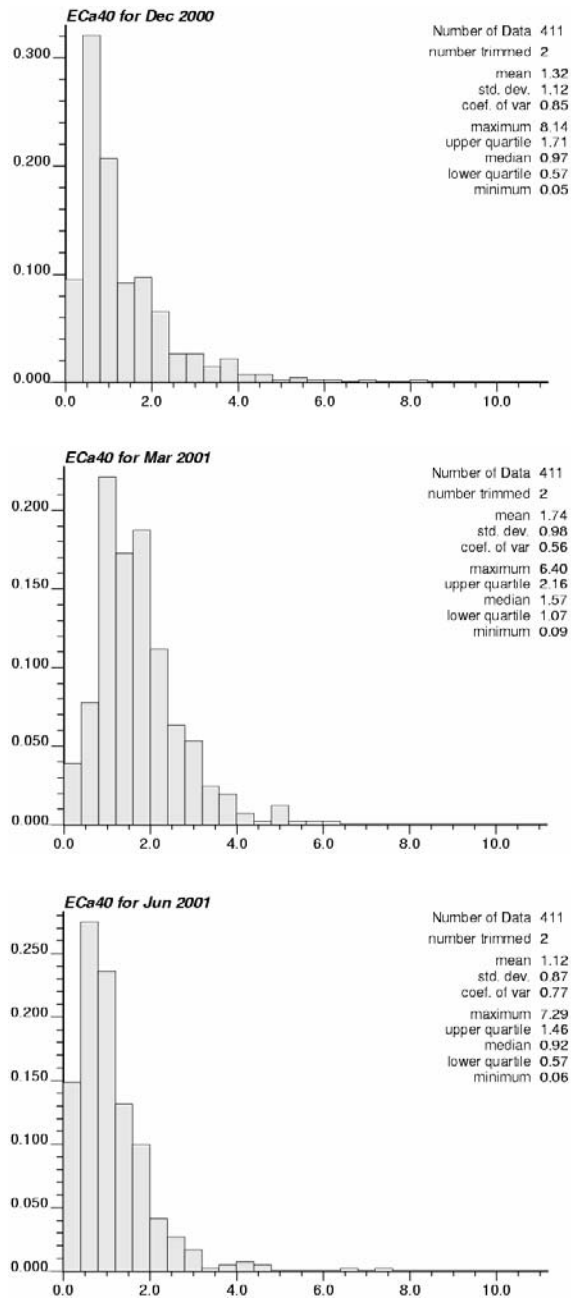 ECa40 for Dec 2000
Number of Data 411
number trimmed 2
mean 1.32
std. dev. 1.12
coef. of var 0.85
maximum 8.14
upper quartile 1.71
median 0.97
lower quartile 0.57
minimum 0.05
0.300
0.200
0.100
0.000
0.0 2.0 4.0 6.0 8.0 10.0
ECa40 for Mar 2001
Number of Data 411
number trimmed 2
mean 1.74
std. dev. 0.98
coef. of var 0.56
maximum 6.40
upper quartile 2.16
median 1.57
lower quartile 1.07
minimum 0.09
0.200
0.150
0.100
0.050
0.000
0.0 2.0 4.0 6.0 8.0 10.0
ECa40 for Jun 2001
Number of Data 411
number trimmed 2
mean 1.12
std. dev. 0.87
coef. of var 0.77
maximum 7.29
upper quartile 1.46
median 0.92
lower quartile 0.57
minimum 0.06
0.250
0.200
0.150
0.100
0.050
0.000
0.0 2.0 4.0 6.0 8.0 10.0